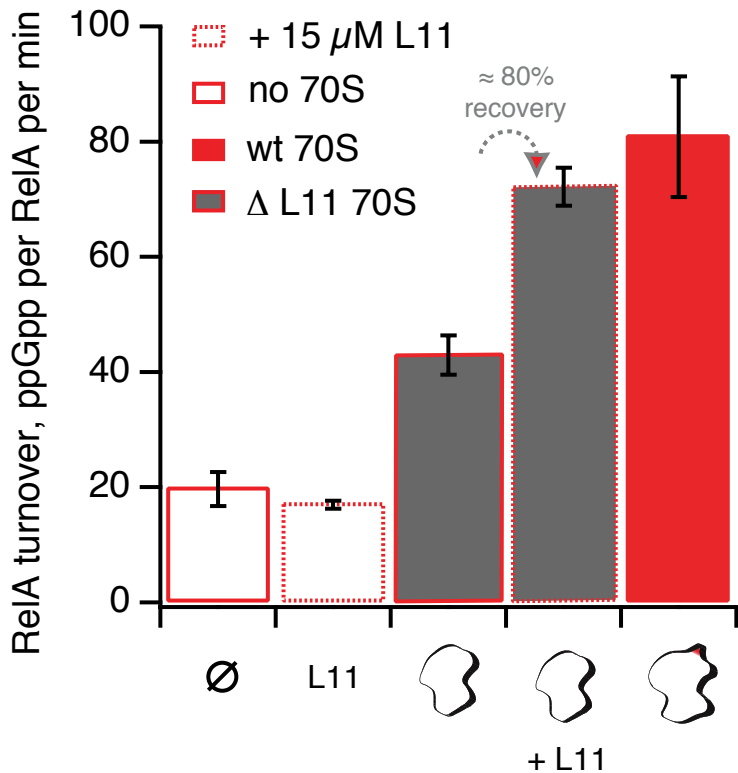 RelA turnover, ppGpp per RelA per min
100
80
60
40
20
0
+ 15 µM L11
no 70S
wt 70S
Δ L11 70S
≈ 80%
recovery
Ø
L11
+ L11